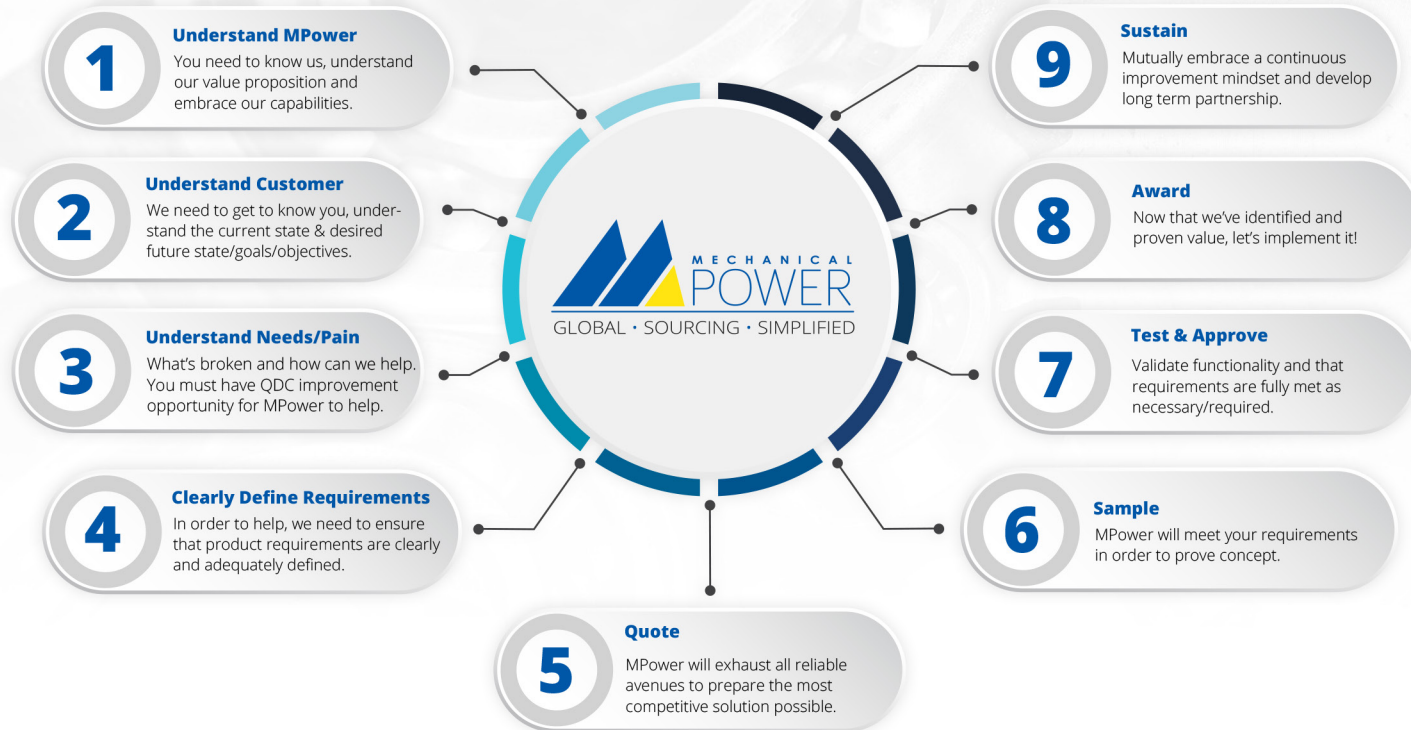 1
Understand MPower
You need to know us, understand
our value proposition and
embrace our capabilities.
2
Understand Customer
We need to get to know you, under-
stand the current state & desired
future state/goals/objectives.
3
Understand Needs/Pain
What's broken and how can we help.
You must have QDC improvement
opportunity for MPower to help.
4
Clearly Define Requirements
In order to help, we need to ensure
that product requirements are clearly
and adequately defined.
5
Quote
MPower will exhaust all reliable
avenues to prepare the most
competitive solution possible.
6
Sample
MPower will meet your requirements
in order to prove concept.
7
Test & Approve
Validate functionality and that
requirements are fully met as
necessary/required.
8
Award
Now that we've identified and
proven value, let's implement it!
9
Sustain
Mutually embrace a continuous
improvement mindset and develop
long term partnership.
MECHANICAL
POWER
GLOBAL · SOURCING · SIMPLIFIED